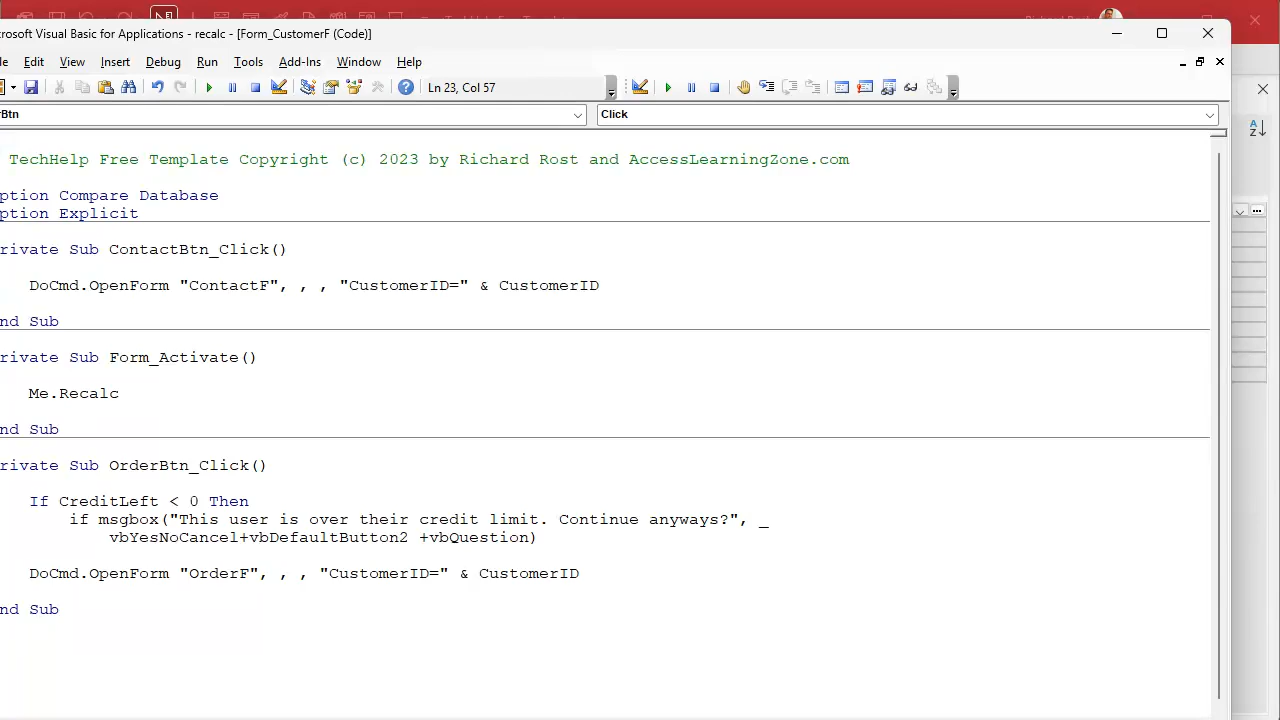 crosoft Visual Basic for Applications - recalc - [Form_CustomerF (Code)]
le Edit View Insert Debug Run Tools Add-Ins Window Help
Ln 23, Col 57
rBtn
Click
TechHelp Free Template Copyright (c) 2023 by Richard Rost and AccessLearningZone.com
ption Compare Database
ption Explicit
rivate Sub ContactBtn_Click()
DoCmd.OpenForm "ContactF", , , "CustomerID=" & CustomerID
nd Sub
rivate Sub Form_Activate()
Me.Recalc
nd Sub
rivate Sub OrderBtn_Click()
If CreditLeft < 0 Then
if msgbox("This user is over their credit limit. Continue anyways?", _
vbYesNoCancel+vbDefaultButton2 +vbQuestion)
DoCmd.OpenForm "OrderF", , , "CustomerID=" & CustomerID
nd Sub